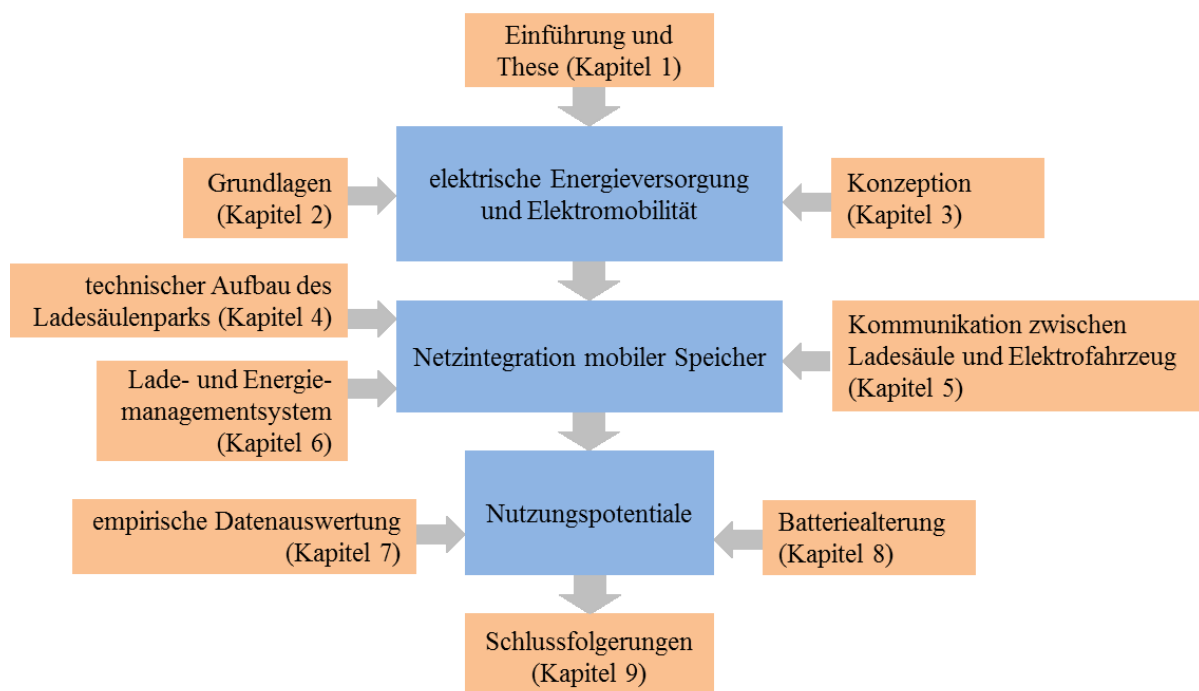 Einführung und
These (Kapitel 1)
Grundlagen
(Kapitel 2)
elektrische Energieversorgung
und Elektromobilität
Konzeption
(Kapitel 3)
technischer Aufbau des
Ladesäulenparks (Kapitel 4)
Lade- und Energie-
managementsystem
(Kapitel 6)
Netzintegration mobiler Speicher
Kommunikation zwischen
Ladesäule und Elektrofahrzeug
(Kapitel 5)
empirische Datenauswertung
(Kapitel 7)
Nutzungspotentiale
Batteriealterung
(Kapitel 8)
Schlussfolgerungen
(Kapitel 9)